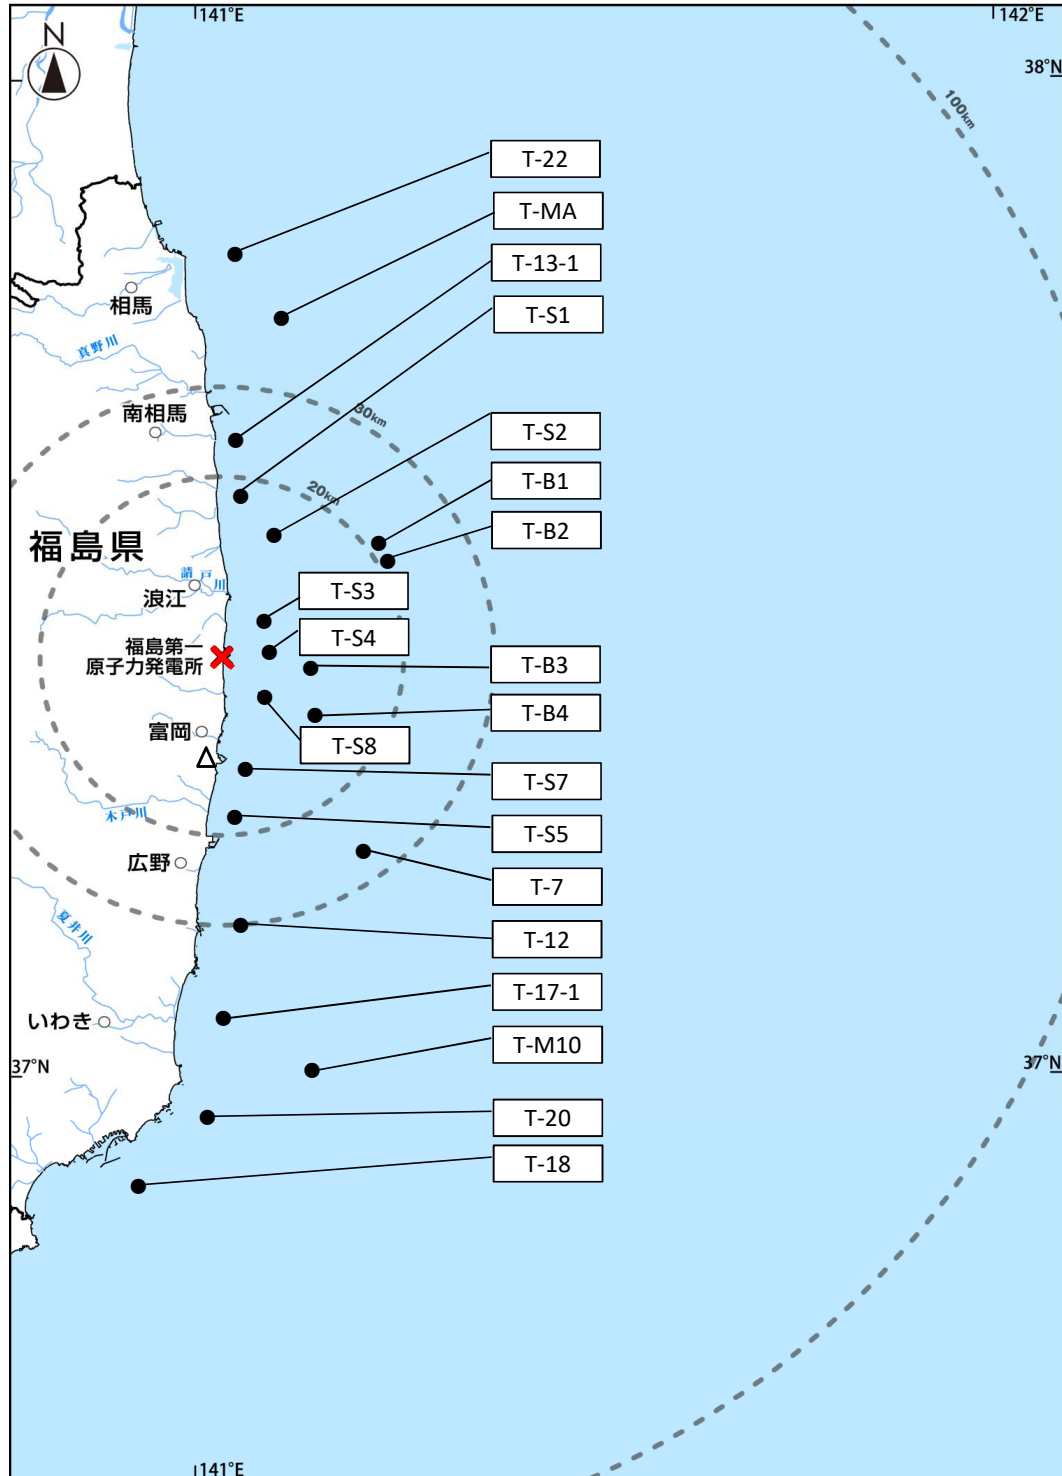 141°E
142°E
N
38°N
100km
T-22
T-MA
T-13-1
相馬
T-S1
真野川
30km
南相馬
T-S2
T-B1
20km
T-B2
福島県
請戸川
浪江
T-S3
T-S4
福島第一
原子力発電所
T-B3
T-B4
富岡
T-S8
T-S7
木戸川
T-S5
広野
T-7
夏井川
T-12
T-17-1
いわき
T-M10
37°N
37°N
T-20
T-18
141°E